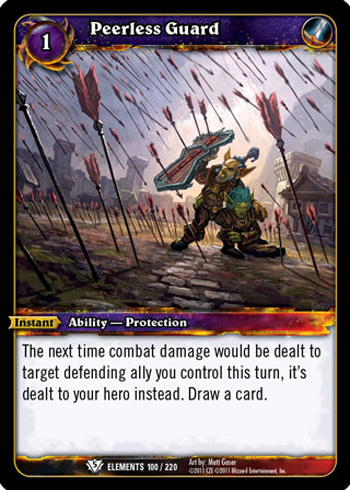 1
Peerless Guard
Instant
Ability — Protection
The next time combat damage would be dealt to
target defending ally you control this turn, it's
dealt to your hero instead. Draw a card.
ELEMENTS 100 / 220
Art by: Matt Gaser
©2011 CZE ©2011 Blizzard Entertainment, Inc.